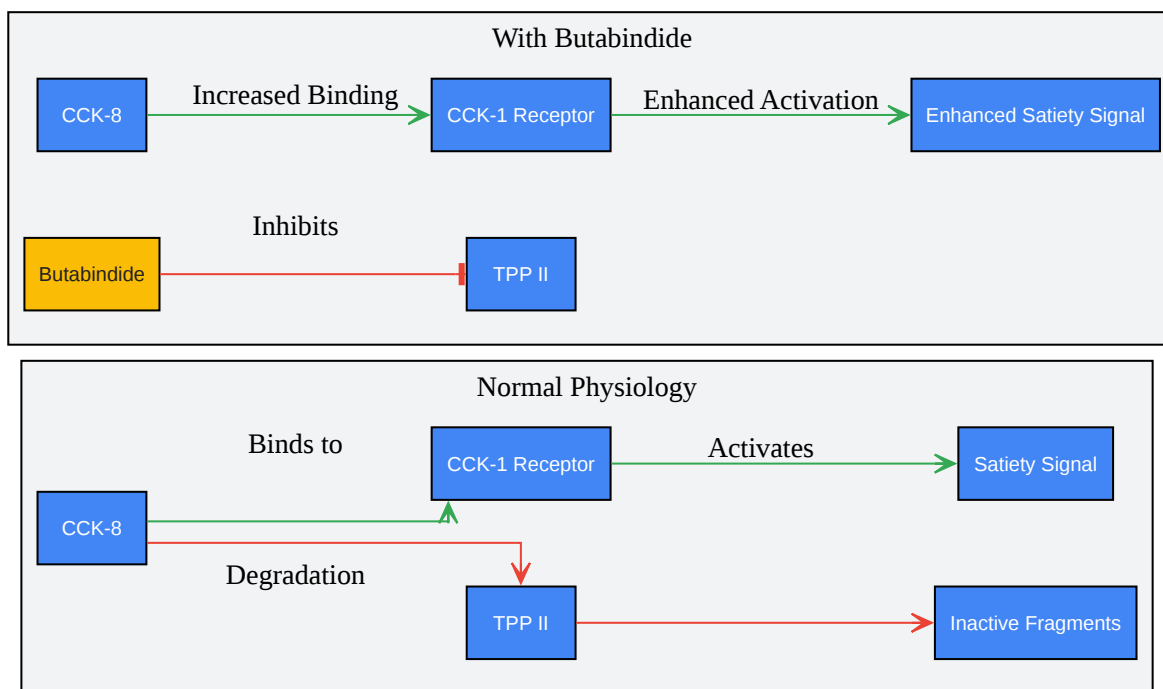 With Butabindide
CCK-8
Increased Binding
CCK-1 Receptor
Enhanced Activation
Enhanced Satiety Signal
Butabindide
Inhibits
TPP II
Normal Physiology
CCK-8
Binds to
CCK-1 Receptor
Activates
Satiety Signal
Degradation
TPP II
Inactive Fragments